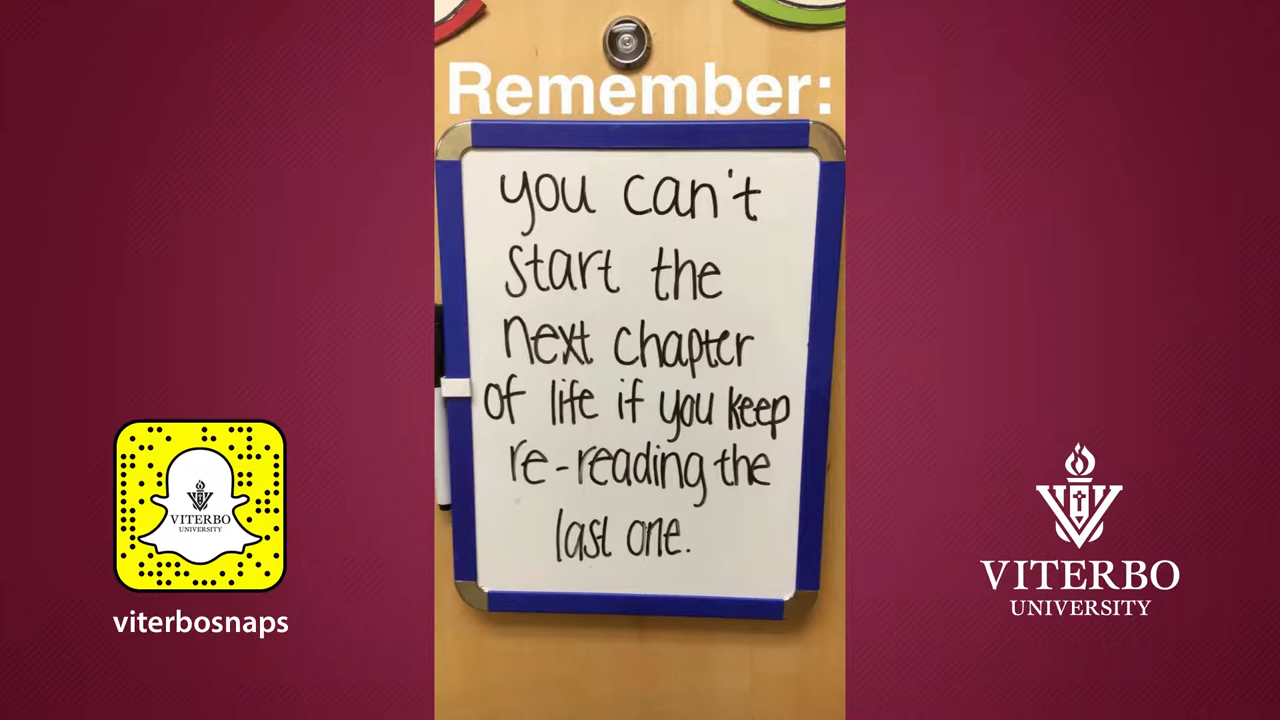 Remember:
you can't
start the
next chapter
of life if you keep
re-reading the
last one.
VITERBO
UNIVERSITY
viterbosnaps
VITERBO
UNIVERSITY